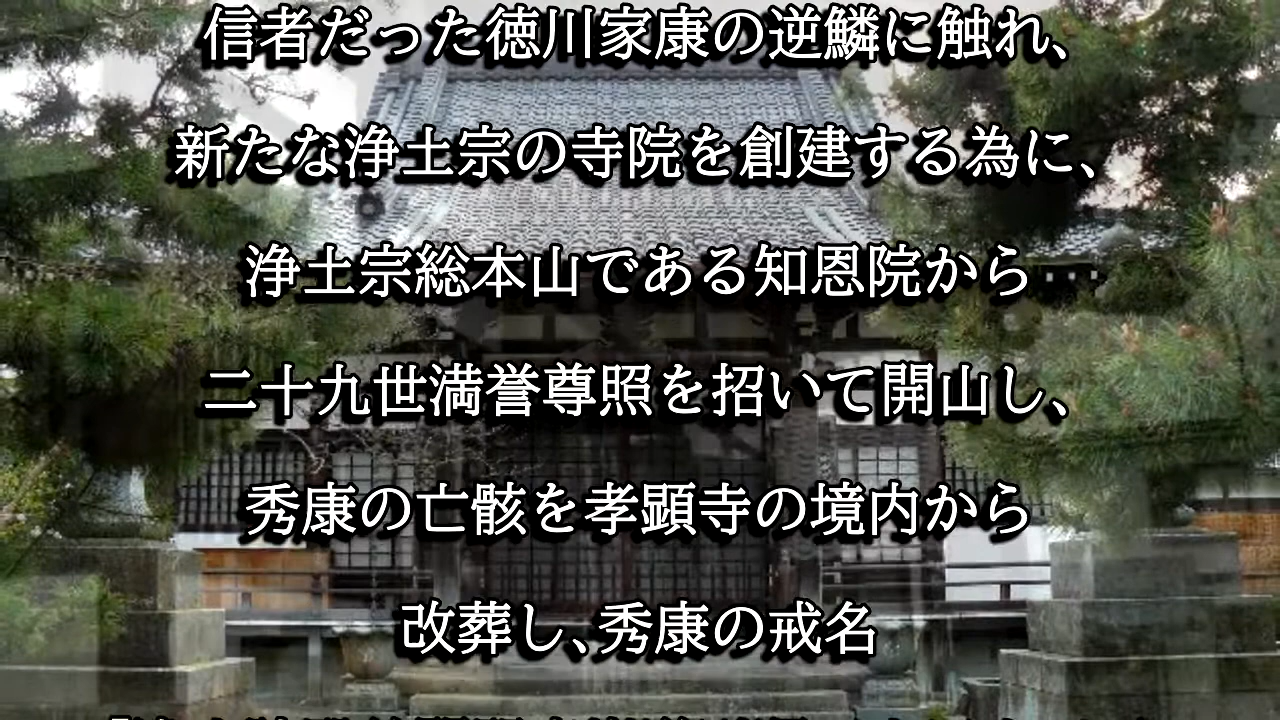 信者だった徳川家康の逆鱗に触れ、
新たな浄土宗の寺院を創建する為に、
浄土宗総本山である知恩院から
二十九世満誉尊照を招いて開山し、
秀康の亡骸を孝顕寺の境内から
改葬し、秀康の戒名